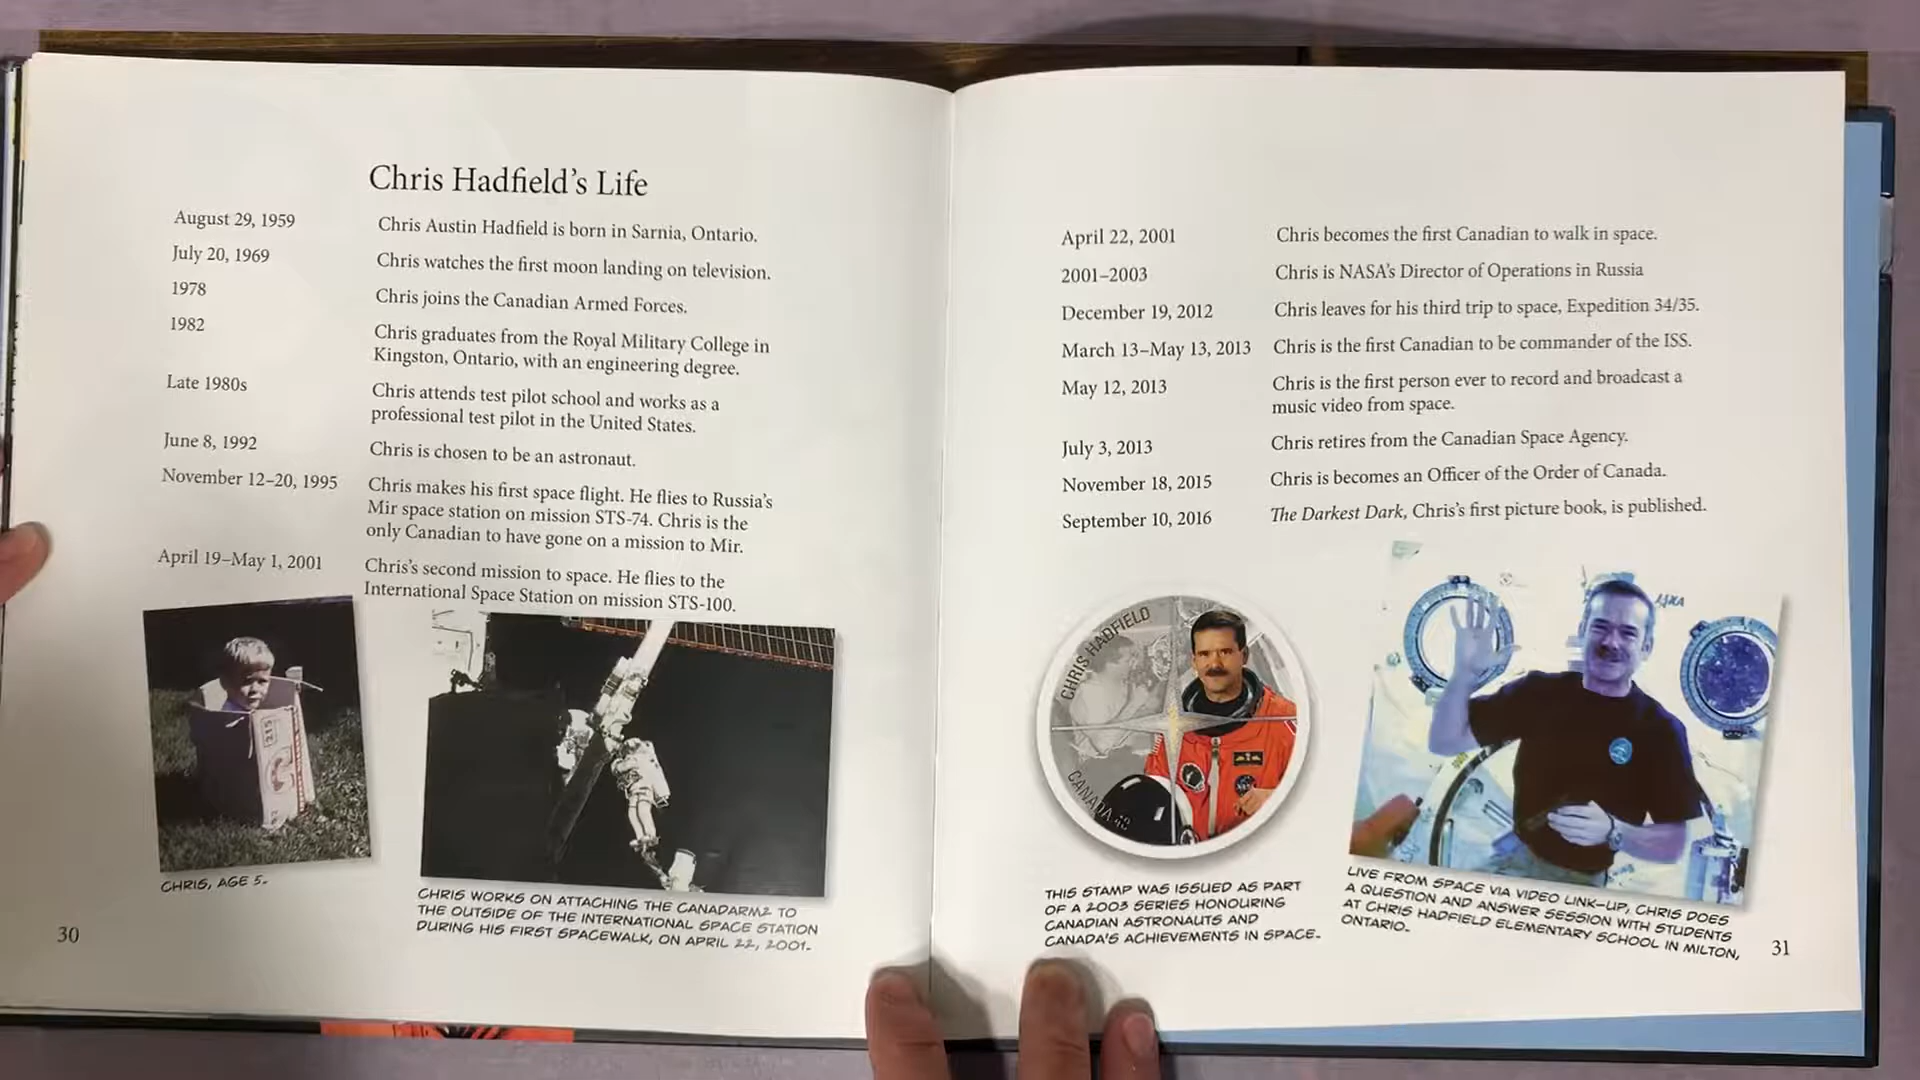 Chris Hadfield's Life
August 29, 1959
Chris Austin Hadfield is born in Sarnia, Ontario.
July 20, 1969
Chris watches the first moon landing on television.
1978
Chris joins the Canadian Armed Forces.
1982
Chris graduates from the Royal Military College in
Kingston, Ontario, with an engineering degree.
Late 1980s
Chris attends test pilot school and works as a
professional test pilot in the United States.
June 8, 1992
Chris is chosen to be an astronaut.
November 12–20, 1995
Chris makes his first space flight. He flies to Russia's
Mir space station on mission STS-74. Chris is the
only Canadian to have gone on a mission to Mir.
April 19–May 1, 2001
Chris's second mission to space. He flies to the
International Space Station on mission STS-100.
215
CHRIS, AGE 5.
CHRIS WORKS ON ATTACHING THE CANADARM2 TO
THE OUTSIDE OF THE INTERNATIONAL SPACE STATION
DURING HIS FIRST SPACEWALK, ON APRIL 22, 2001.
30
April 22, 2001
Chris becomes the first Canadian to walk in space.
2001–2003
Chris is NASA's Director of Operations in Russia
December 19, 2012
Chris leaves for his third trip to space, Expedition 34/35.
March 13–May 13, 2013
Chris is the first Canadian to be commander of the ISS.
May 12, 2013
Chris is the first person ever to record and broadcast a
music video from space.
July 3, 2013
Chris retires from the Canadian Space Agency.
November 18, 2015
Chris is becomes an Officer of the Order of Canada.
September 10, 2016
The Darkest Dark, Chris's first picture book, is published.
CHRIS HADFIELD
CANADA 48
THIS STAMP WAS ISSUED AS PART
OF A 2003 SERIES HONOURING
CANADIAN ASTRONAUTS AND
CANADA'S ACHIEVEMENTS IN SPACE.
LIVE FROM SPACE VIA VIDEO LINK-UP, CHRIS DOES
A QUESTION AND ANSWER SESSION WITH STUDENTS
AT CHRIS HADFIELD ELEMENTARY SCHOOL IN MILTON,
ONTARIO.
31